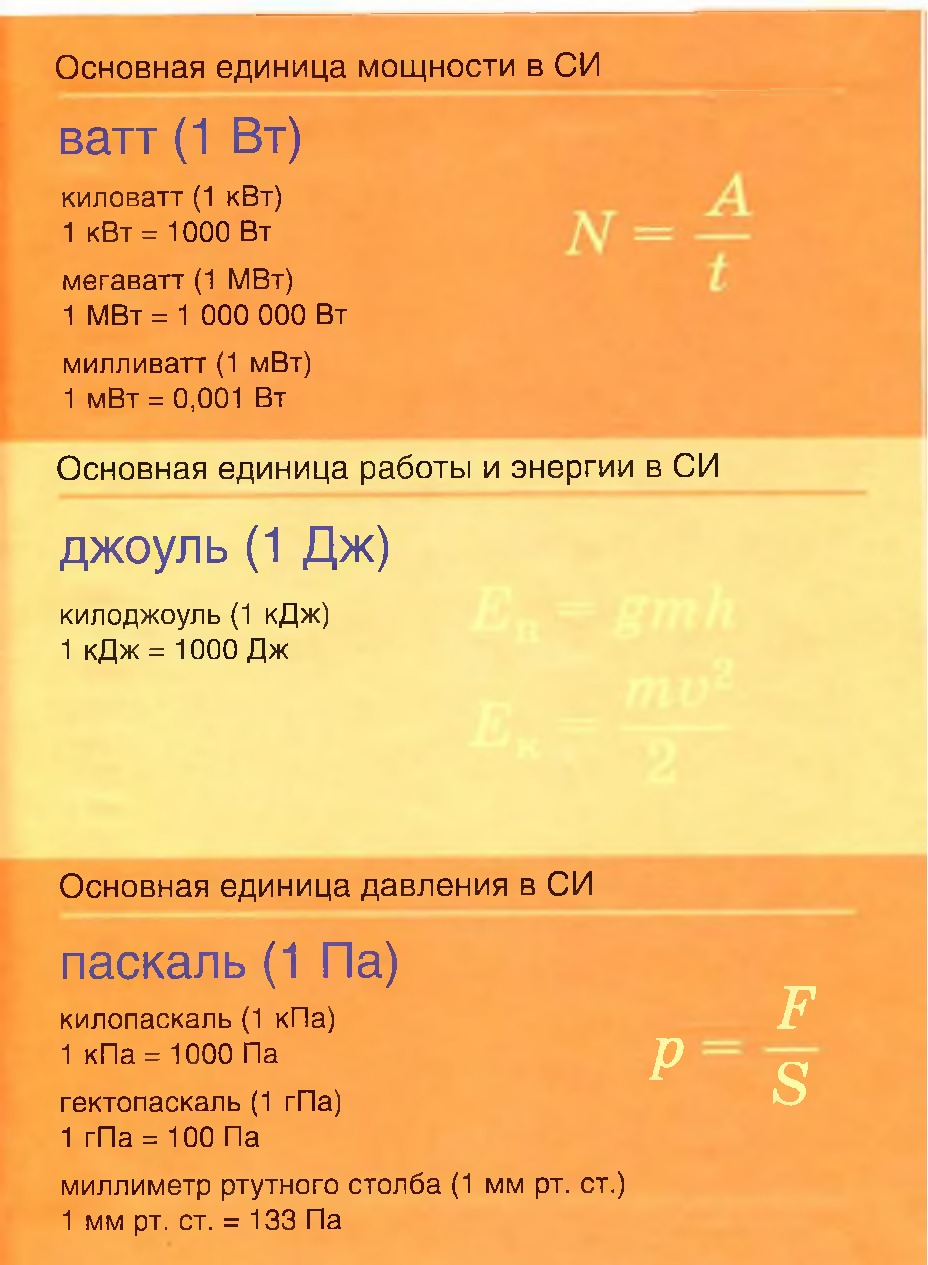 Основная единица мощности в СИ
ватт (1 Вт)
киловатт (1 кВт)
1 кВт = 1000 Вт
N = A/t
мегаватт (1 МВт)
1 МВт = 1 000 000 Вт
милливатт (1 мВт)
1 мВт = 0,001 Вт
Основная единица работы и энергии в СИ
джоуль (1 Дж)
килоджоуль (1 кДж)
1 кДж = 1000 Дж
Eп = gmh
Eк = mv²/2
Основная единица давления в СИ
паскаль (1 Па)
килопаскаль (1 кПа)
1 кПа = 1000 Па
p = F/S
гектопаскаль (1 гПа)
1 гПа = 100 Па
миллиметр ртутного столба (1 мм рт. ст.)
1 мм рт. ст. = 133 Па